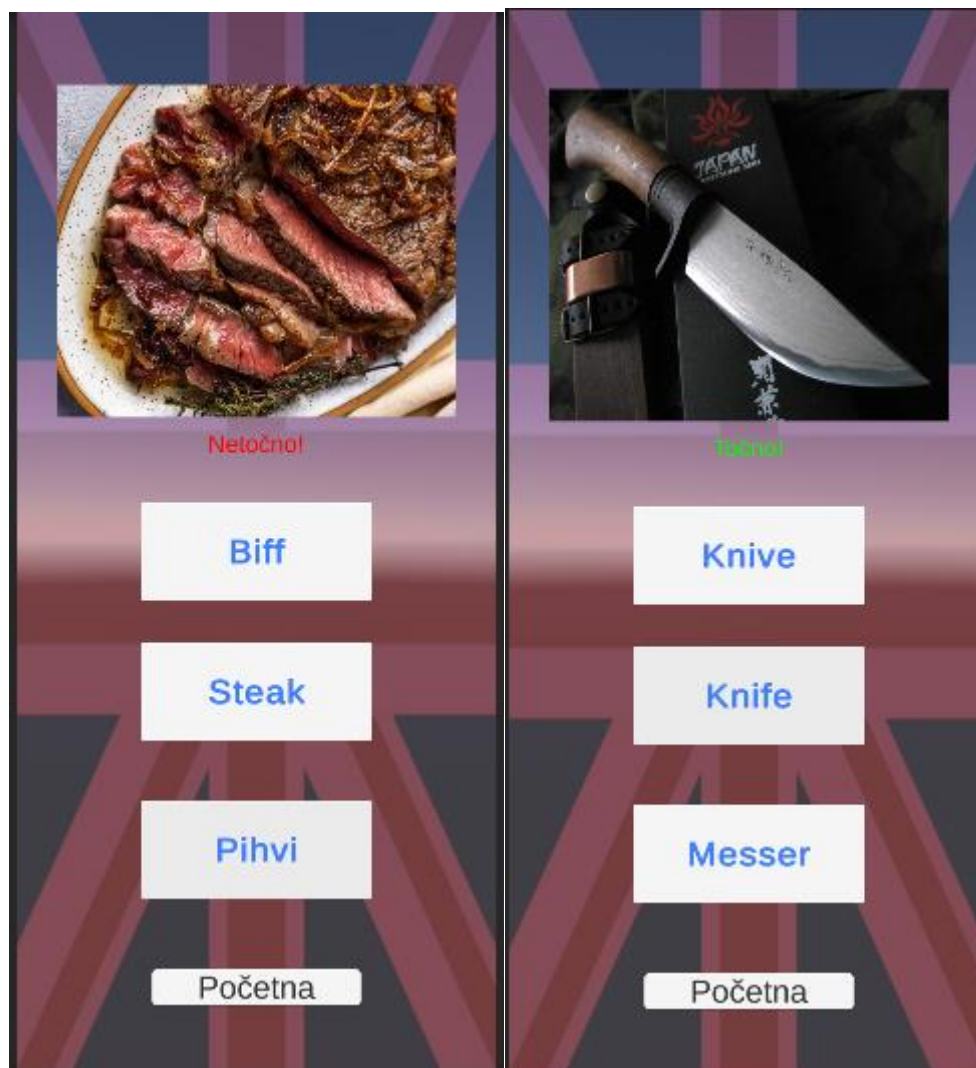 Netočno!
Biff
Steak
Pihvi
Početna
JAPAN
Točno!
Knive
Knife
Messer
Početna